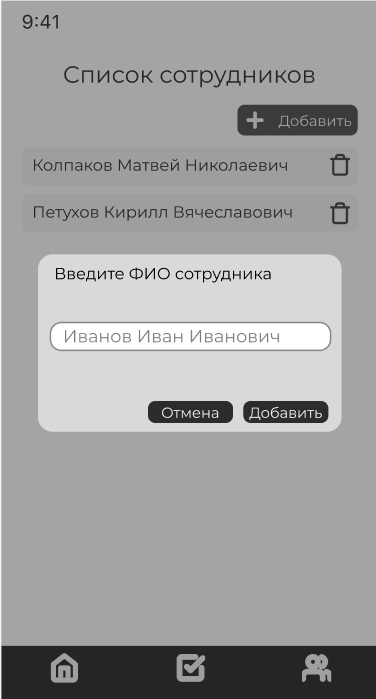 9:41
Список сотрудников
Добавить
Колпаков Матвей Николаевич
Петухов Кирилл Вячеславович
Введите ФИО сотрудника
Иванов Иван Иванович
Отмена Добавить